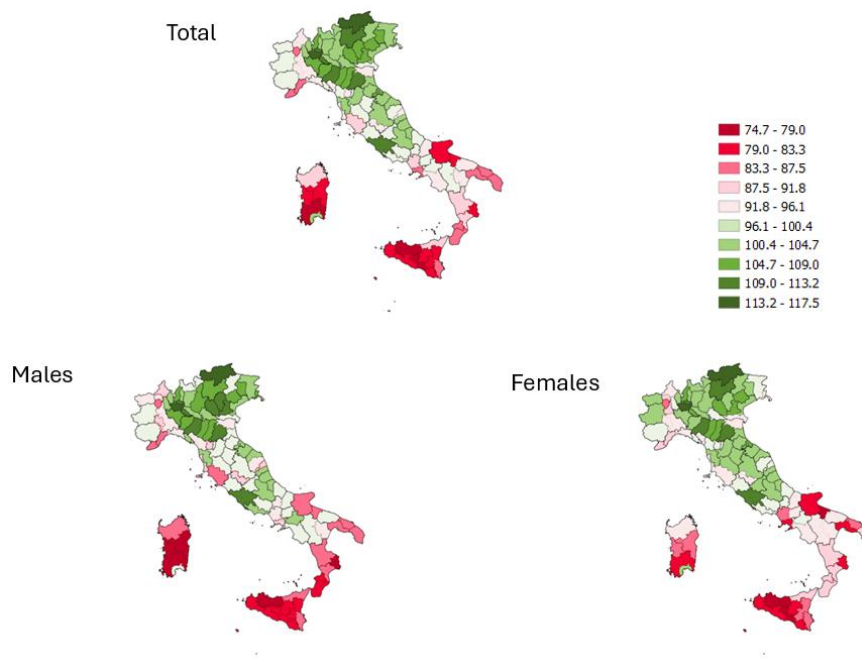 Total
74.7 - 79.0
79.0 - 83.3
83.3 - 87.5
87.5 - 91.8
91.8 - 96.1
96.1 - 100.4
100.4 - 104.7
104.7 - 109.0
109.0 - 113.2
113.2 - 117.5
Males
Females